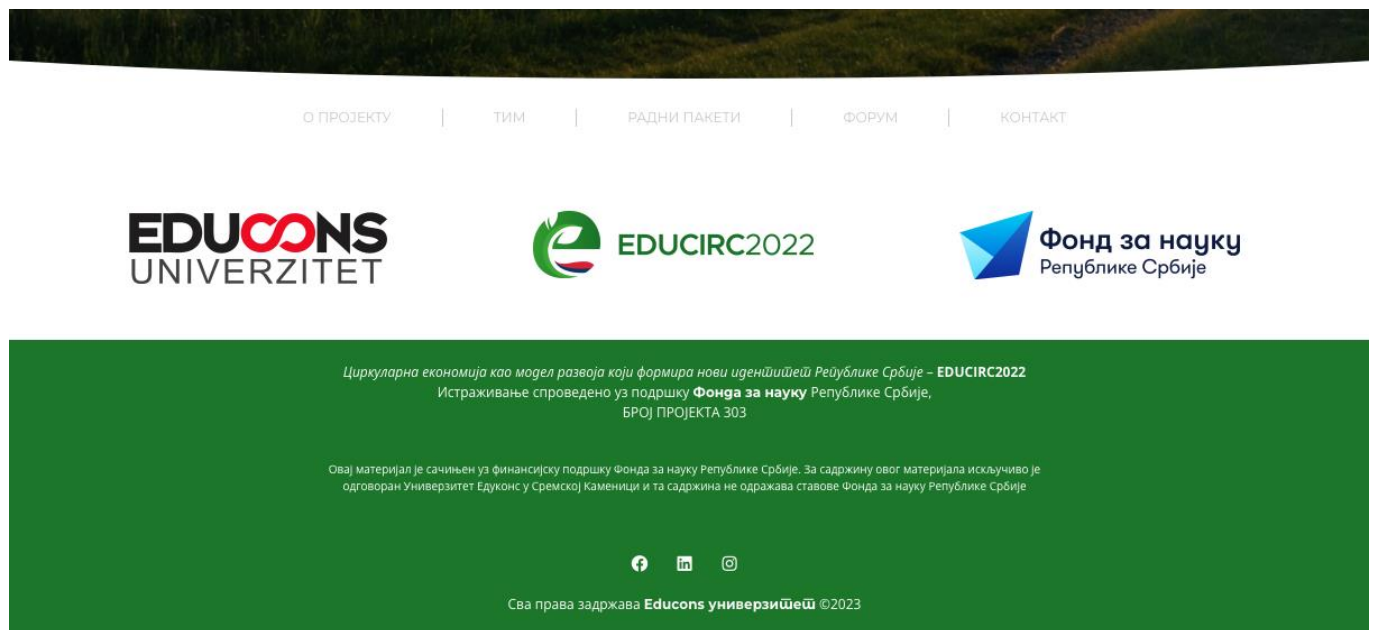 О ПРОЈЕКТУ
ТИМ
РАДНИ ПАКЕТИ
ФОРУМ
КОНТАКТ
EDUCONS
UNIVERZITET
EDUCIRC2022
Фонд за науку
Републике Србије
Циркуларна економија као модел развоја који формира нови идентитет Републике Србије – EDUCIRC2022
Истраживање спроведено уз подршку Фонда за науку Републике Србије,
БРОЈ ПРОЈЕКТА 303
Овај материјал је сачињен уз финансијску подршку Фонда за науку Републике Србије. За садржину овог материјала искључиво је
одговоран Универзитет Едуконс у Сремској Каменици и та садржина не одражава ставове Фонда за науку Републике Србије
Сва права задржава Educons универзитет ©2023